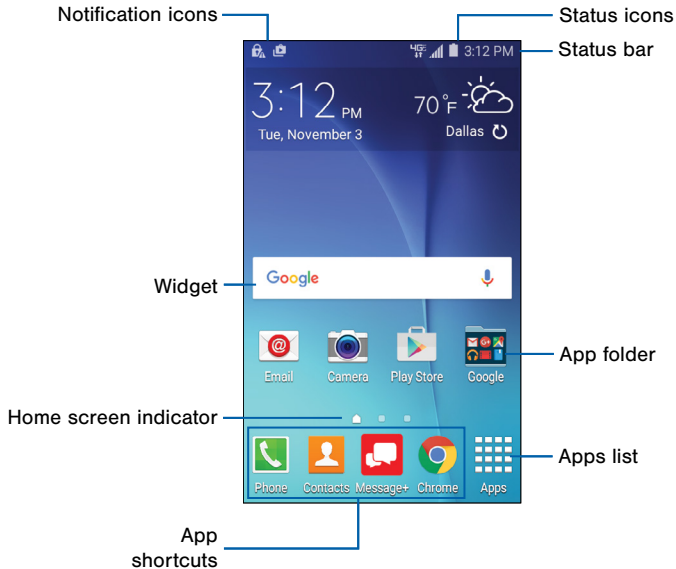 Notification icons
Status icons
4GE
3:12 PM
Status bar
3:12 PM
70°F
Tue, November 3
Dallas
Widget
Google
Email
Camera
Play Store
Google
App folder
Home screen indicator
Phone
Contacts
Message+
Chrome
Apps
Apps list
App
shortcuts